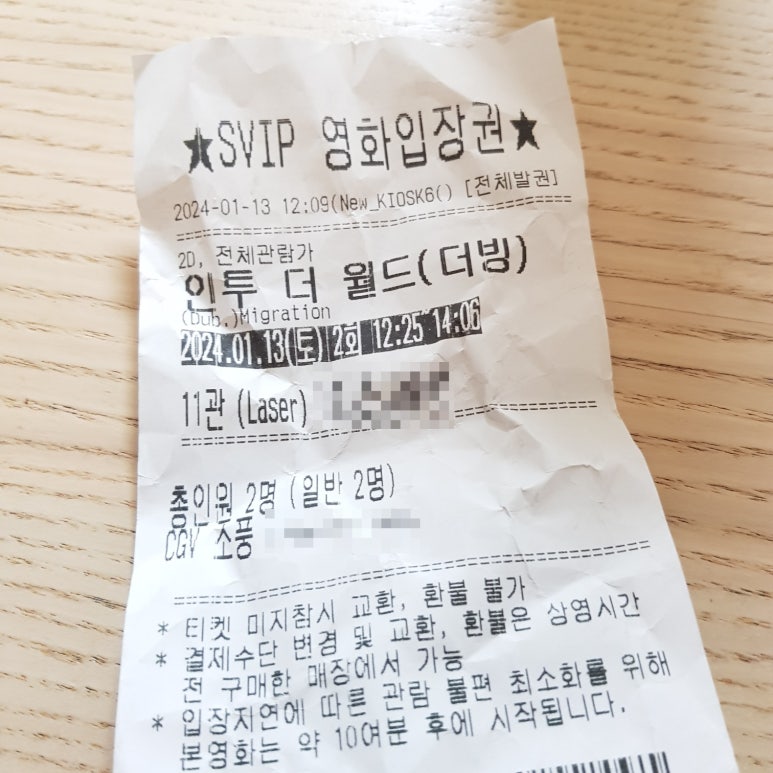 ★SVIP 영화입장권★
2024-01-13 12:09(New_KIOSK6() [전체발권]
2D, 전체관람가
인투 더 월드(더빙)
(Dub.)Migration
2024.01.13(토) 2회 12:25~14:06
11관 (Laser)
총인원 2명 (일반 2명)
CGV 소풍
* 티켓 미지참시 교환, 환불 불가
* 결제수단 변경 및 교환, 환불은 상영시간
전 구매한 매장에서 가능
* 입장지연에 따른 관람 불편 최소화를 위해
본영화는 약 10여분 후에 시작됩니다.